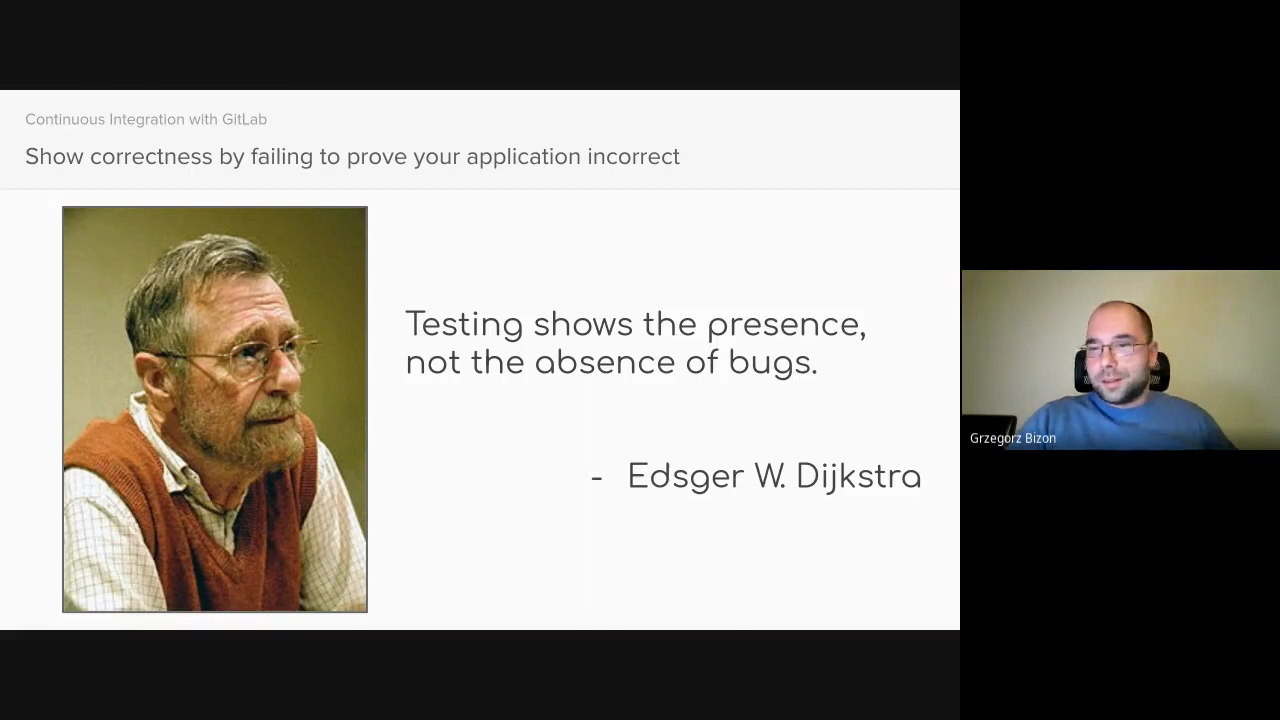 Continuous Integration with GitLab
Show correctness by failing to prove your application incorrect
Testing shows the presence,
not the absence of bugs.
- Edsger W. Dijkstra
Grzegorz Bizon